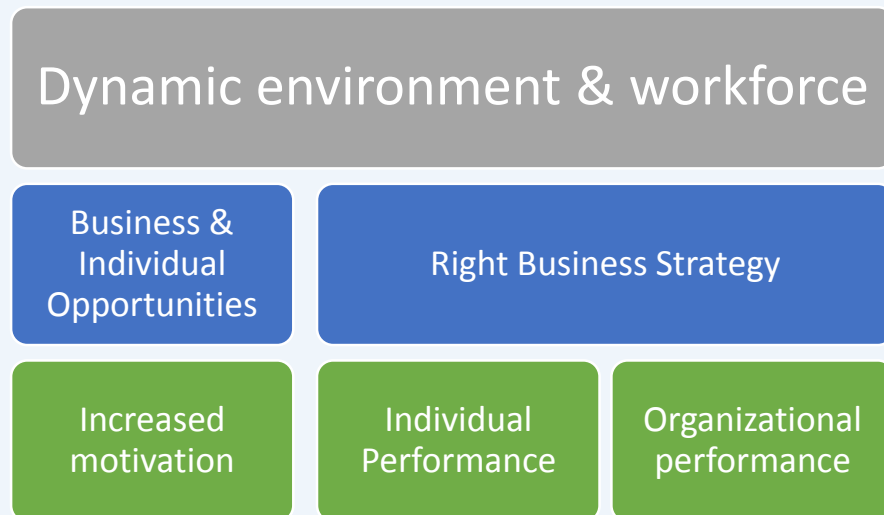 Dynamic environment & workforce
Business &
Individual
Opportunities
Right Business Strategy
Increased
motivation
Individual
Performance
Organizational
performance